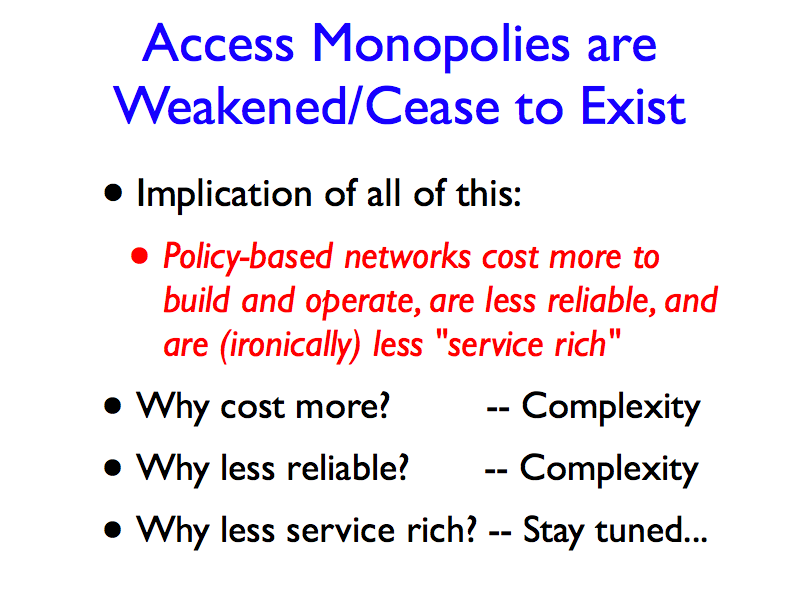 Access Monopolies are
Weakened/Cease to Exist
• Implication of all of this:
• Policy-based networks cost more to
build and operate, are less reliable, and
are (ironically) less "service rich"
• Why cost more? -- Complexity
• Why less reliable? -- Complexity
• Why less service rich? -- Stay tuned...